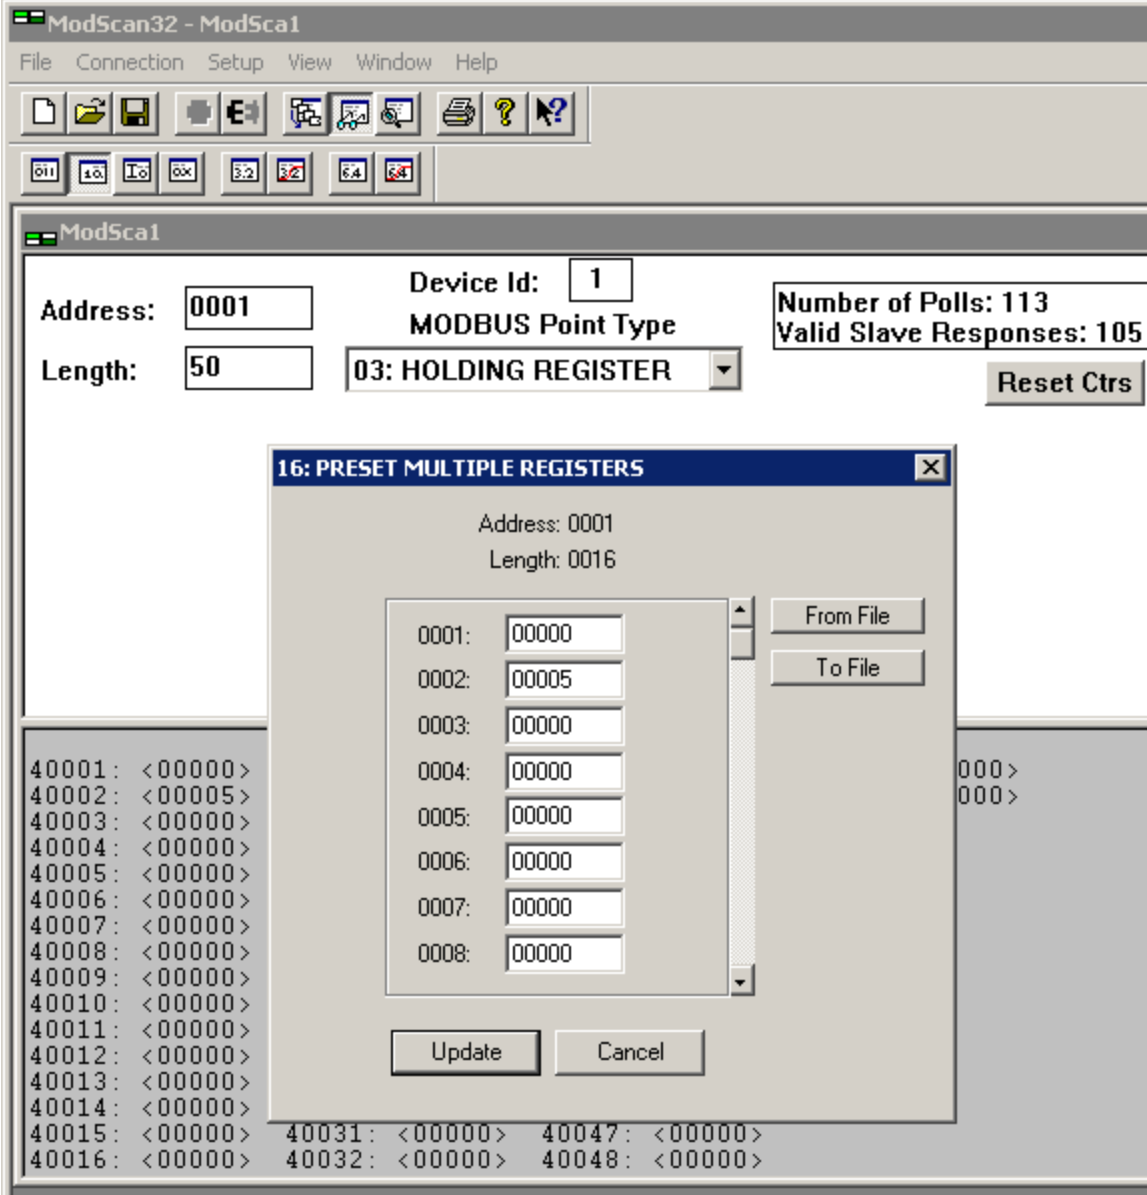 ModScan32 - ModSca1
File Connection Setup View Window Help
ModSca1
Address: 0001
Device Id: 1
MODBUS Point Type
Number of Polls: 113
Valid Slave Responses: 105
Length: 50
03: HOLDING REGISTER
Reset Ctrs
16: PRESET MULTIPLE REGISTERS
Address: 0001
Length: 0016
0001: 00000
0002: 00005
0003: 00000
0004: 00000
0005: 00000
0006: 00000
0007: 00000
0008: 00000
From File
To File
Update Cancel
40001: <00000> 000>
40002: <00005> 000>
40003: <00000>
40004: <00000>
40005: <00000>
40006: <00000>
40007: <00000>
40008: <00000>
40009: <00000>
40010: <00000>
40011: <00000>
40012: <00000>
40013: <00000>
40014: <00000>
40015: <00000> 40031: <00000> 40047: <00000>
40016: <00000> 40032: <00000> 40048: <00000>